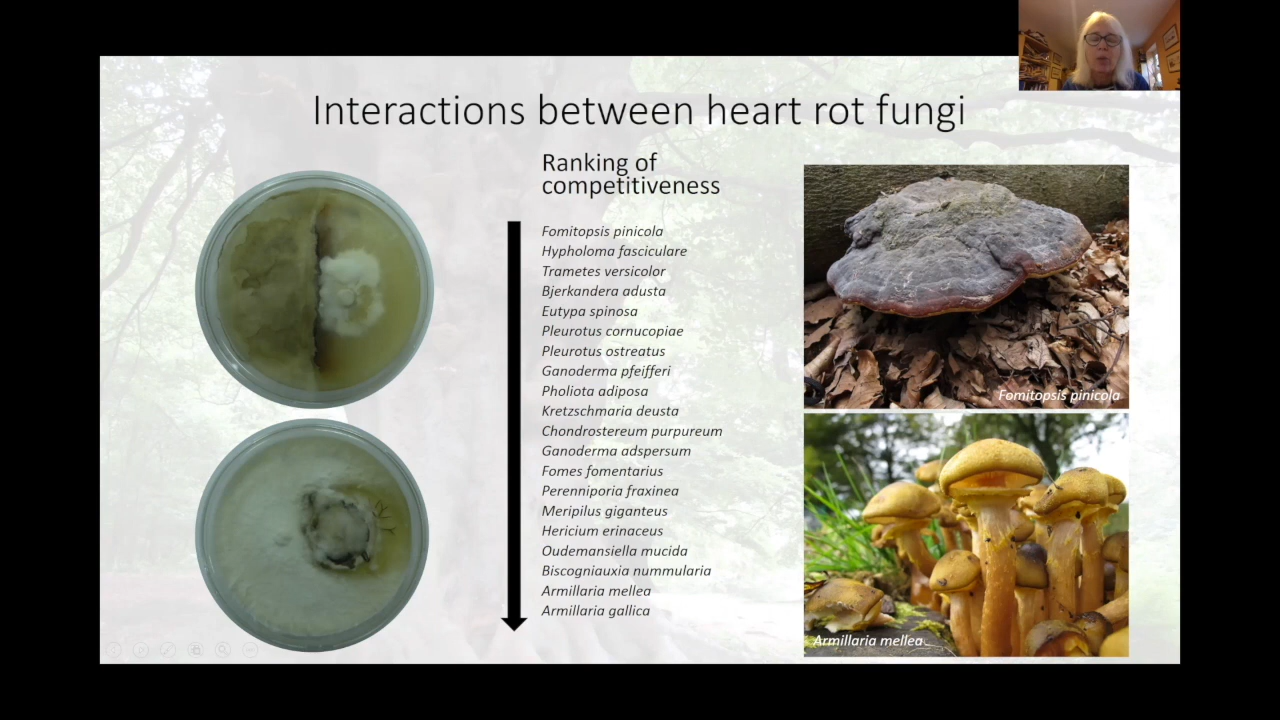 Interactions between heart rot fungi
Ranking of
competitiveness
Fomitopsis pinicola
Hypholoma fasciculare
Trametes versicolor
Bjerkandera adusta
Eutypa spinosa
Pleurotus cornucopiae
Pleurotus ostreatus
Ganoderma pfeifferi
Pholiota adiposa
Kretzschmaria deusta
Chondrostereum purpureum
Ganoderma adspersum
Fomes fomentarius
Perenniporia fraxinea
Meripilus giganteus
Hericium erinaceus
Oudemansiella mucida
Biscogniauxia nummularia
Armillaria mellea
Armillaria gallica
Fomitopsis pinicola
Armillaria mellea